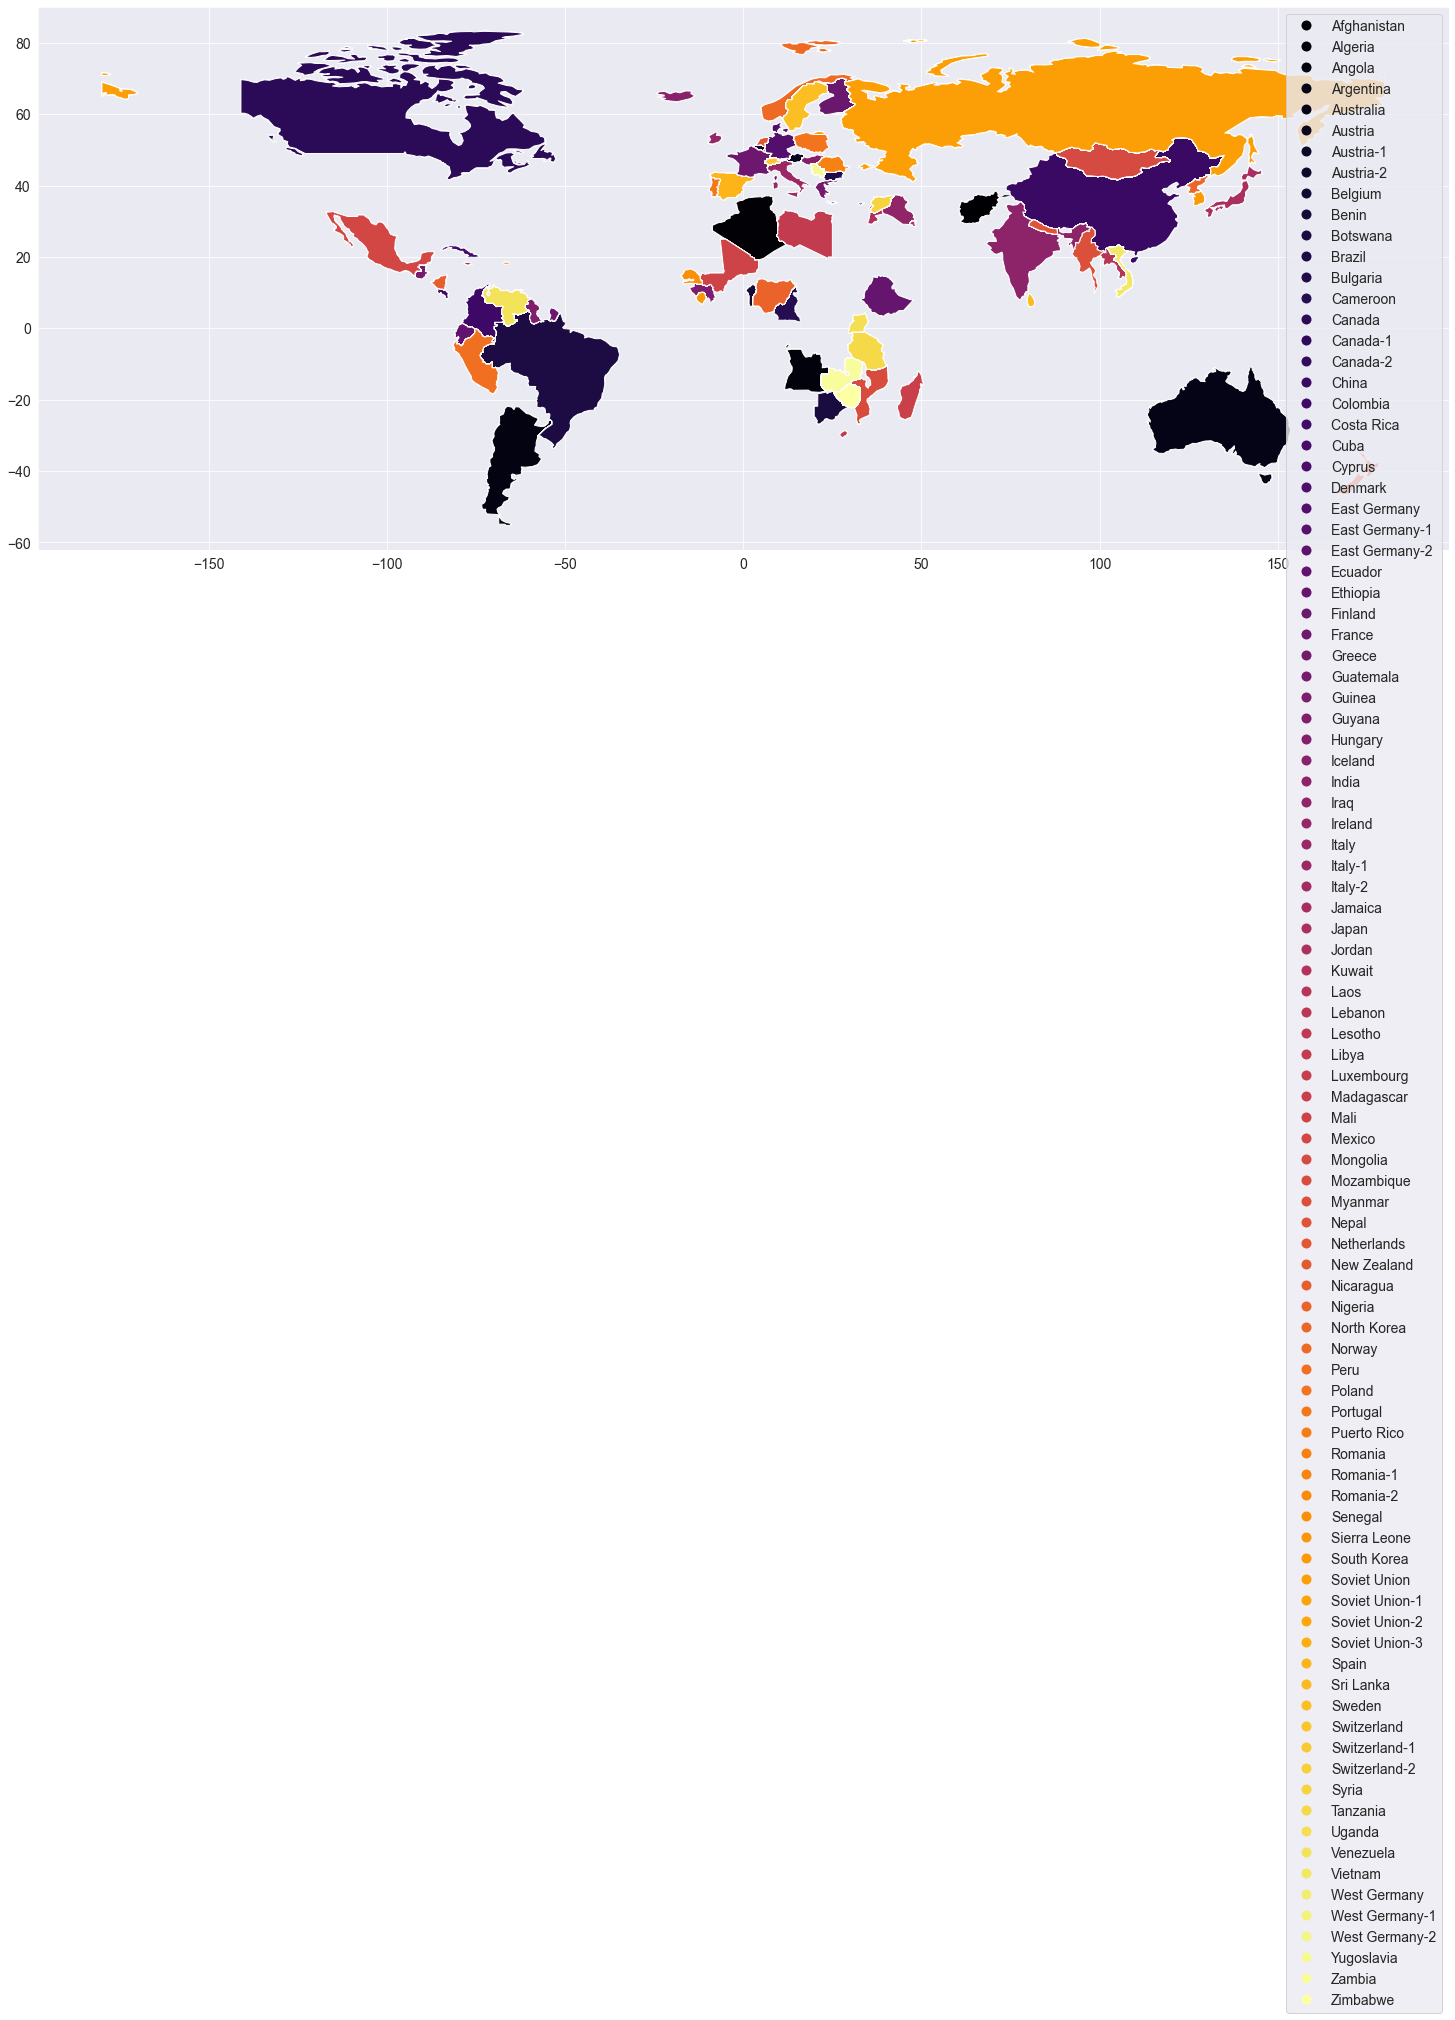 80
60
40
20
0
−20
−40
−60
−150
−100
−50
0
50
100
150
Afghanistan
Algeria
Angola
Argentina
Australia
Austria
Austria-1
Austria-2
Belgium
Benin
Botswana
Brazil
Bulgaria
Cameroon
Canada
Canada-1
Canada-2
China
Colombia
Costa Rica
Cuba
Cyprus
Denmark
East Germany
East Germany-1
East Germany-2
Ecuador
Ethiopia
Finland
France
Greece
Guatemala
Guinea
Guyana
Hungary
Iceland
India
Iraq
Ireland
Italy
Italy-1
Italy-2
Jamaica
Japan
Jordan
Kuwait
Laos
Lebanon
Lesotho
Libya
Luxembourg
Madagascar
Mali
Mexico
Mongolia
Mozambique
Myanmar
Nepal
Netherlands
New Zealand
Nicaragua
Nigeria
North Korea
Norway
Peru
Poland
Portugal
Puerto Rico
Romania
Romania-1
Romania-2
Senegal
Sierra Leone
South Korea
Soviet Union
Soviet Union-1
Soviet Union-2
Soviet Union-3
Spain
Sri Lanka
Sweden
Switzerland
Switzerland-1
Switzerland-2
Syria
Tanzania
Uganda
Venezuela
Vietnam
West Germany
West Germany-1
West Germany-2
Yugoslavia
Zambia
Zimbabwe